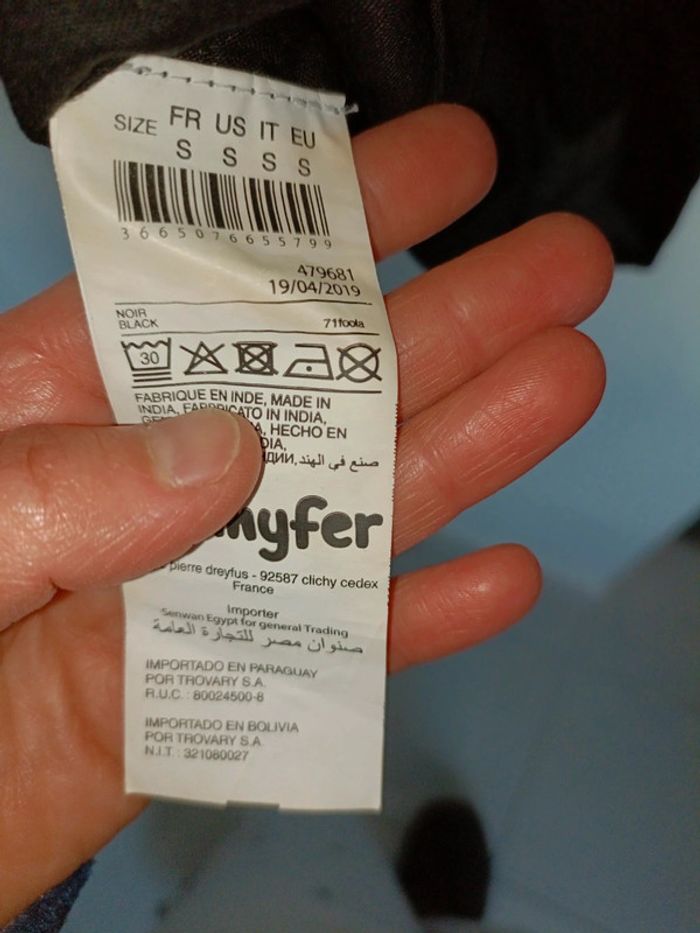 SIZE FR US IT EU
S S S S
3665076655799
479681
19/04/2019
NOIR
BLACK 71foola
30
FABRIQUE EN INDE, MADE IN
INDIA, FABBRICATO IN INDIA,
HECHO EN
صنع في الهند
pierre dreyfus - 92587 clichy cedex
France
Importer
Senwan Egypt for general Trading
صنوان مصر للتجارة العامة
IMPORTADO EN PARAGUAY
POR TROVARY S.A.
R.U.C. : 80024500-8
IMPORTADO EN BOLIVIA
POR TROVARY S.A
N.I.T. : 321080027